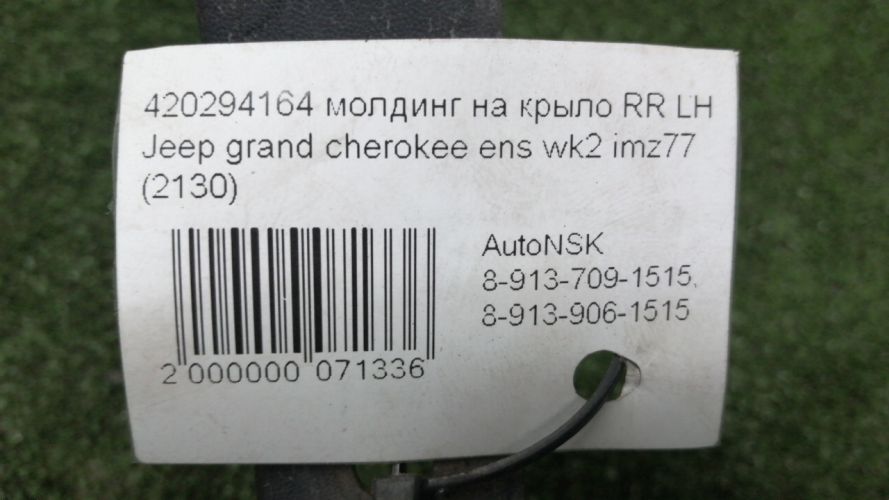 420294164 молдинг на крыло RR LH
Jeep grand cherokee ens wk2 imz77
(2130)
AutoNSK
8-913-709-1515,
8-913-906-1515
2 000000 071336